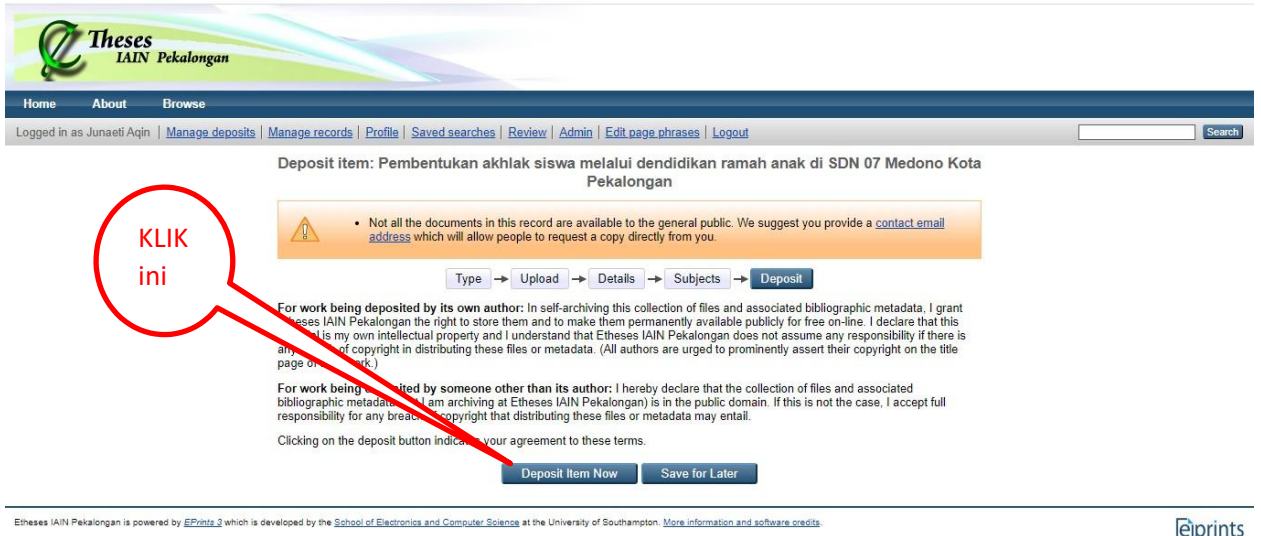 Theses
IAIN Pekalongan
Home About Browse
Logged in as Junaeti Aqin | Manage deposits | Manage records | Profile | Saved searches | Review | Admin | Edit page phrases | Logout
Search
Deposit item: Pembentukan akhlak siswa melalui dendidikan ramah anak di SDN 07 Medono Kota
Pekalongan
• Not all the documents in this record are available to the general public. We suggest you provide a contact email
address which will allow people to request a copy directly from you.
KLIK
ini
Type → Upload → Details → Subjects → Deposit
For work being deposited by its own author: In self-archiving this collection of files and associated bibliographic metadata, I grant
Etheses IAIN Pekalongan the right to store them and to make them permanently available publicly for free on-line. I declare that this
is my own intellectual property and I understand that Etheses IAIN Pekalongan does not assume any responsibility if there is
any of copyright in distributing these files or metadata. (All authors are urged to prominently assert their copyright on the title
page of
For work being deposited by someone other than its author: I hereby declare that the collection of files and associated
bibliographic metadata I am archiving at Etheses IAIN Pekalongan) is in the public domain. If this is not the case, I accept full
responsibility for any breach of copyright that distributing these files or metadata may entail.
Clicking on the deposit button indicates your agreement to these terms.
Deposit Item Now Save for Later
Etheses IAIN Pekalongan is powered by EPrints 3 which is developed by the School of Electronics and Computer Science at the University of Southampton. More information and software credits.
eprints